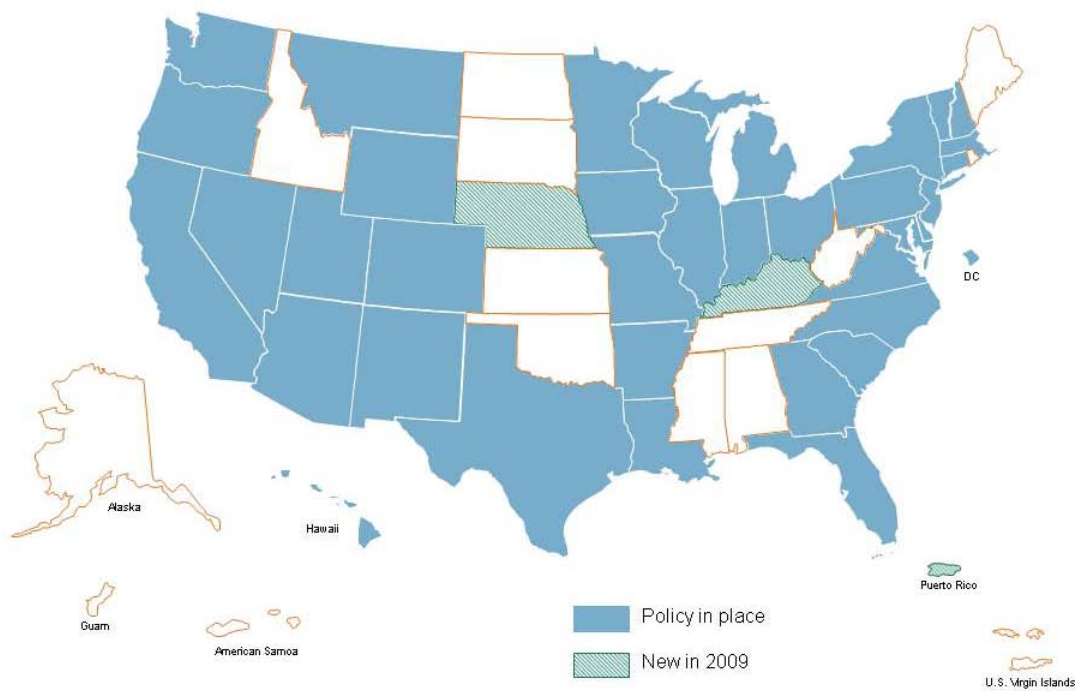 DC
Alaska
Hawaii
Puerto Rico
Guam
American Samoa
Policy in place
New in 2009
U.S. Virgin Islands